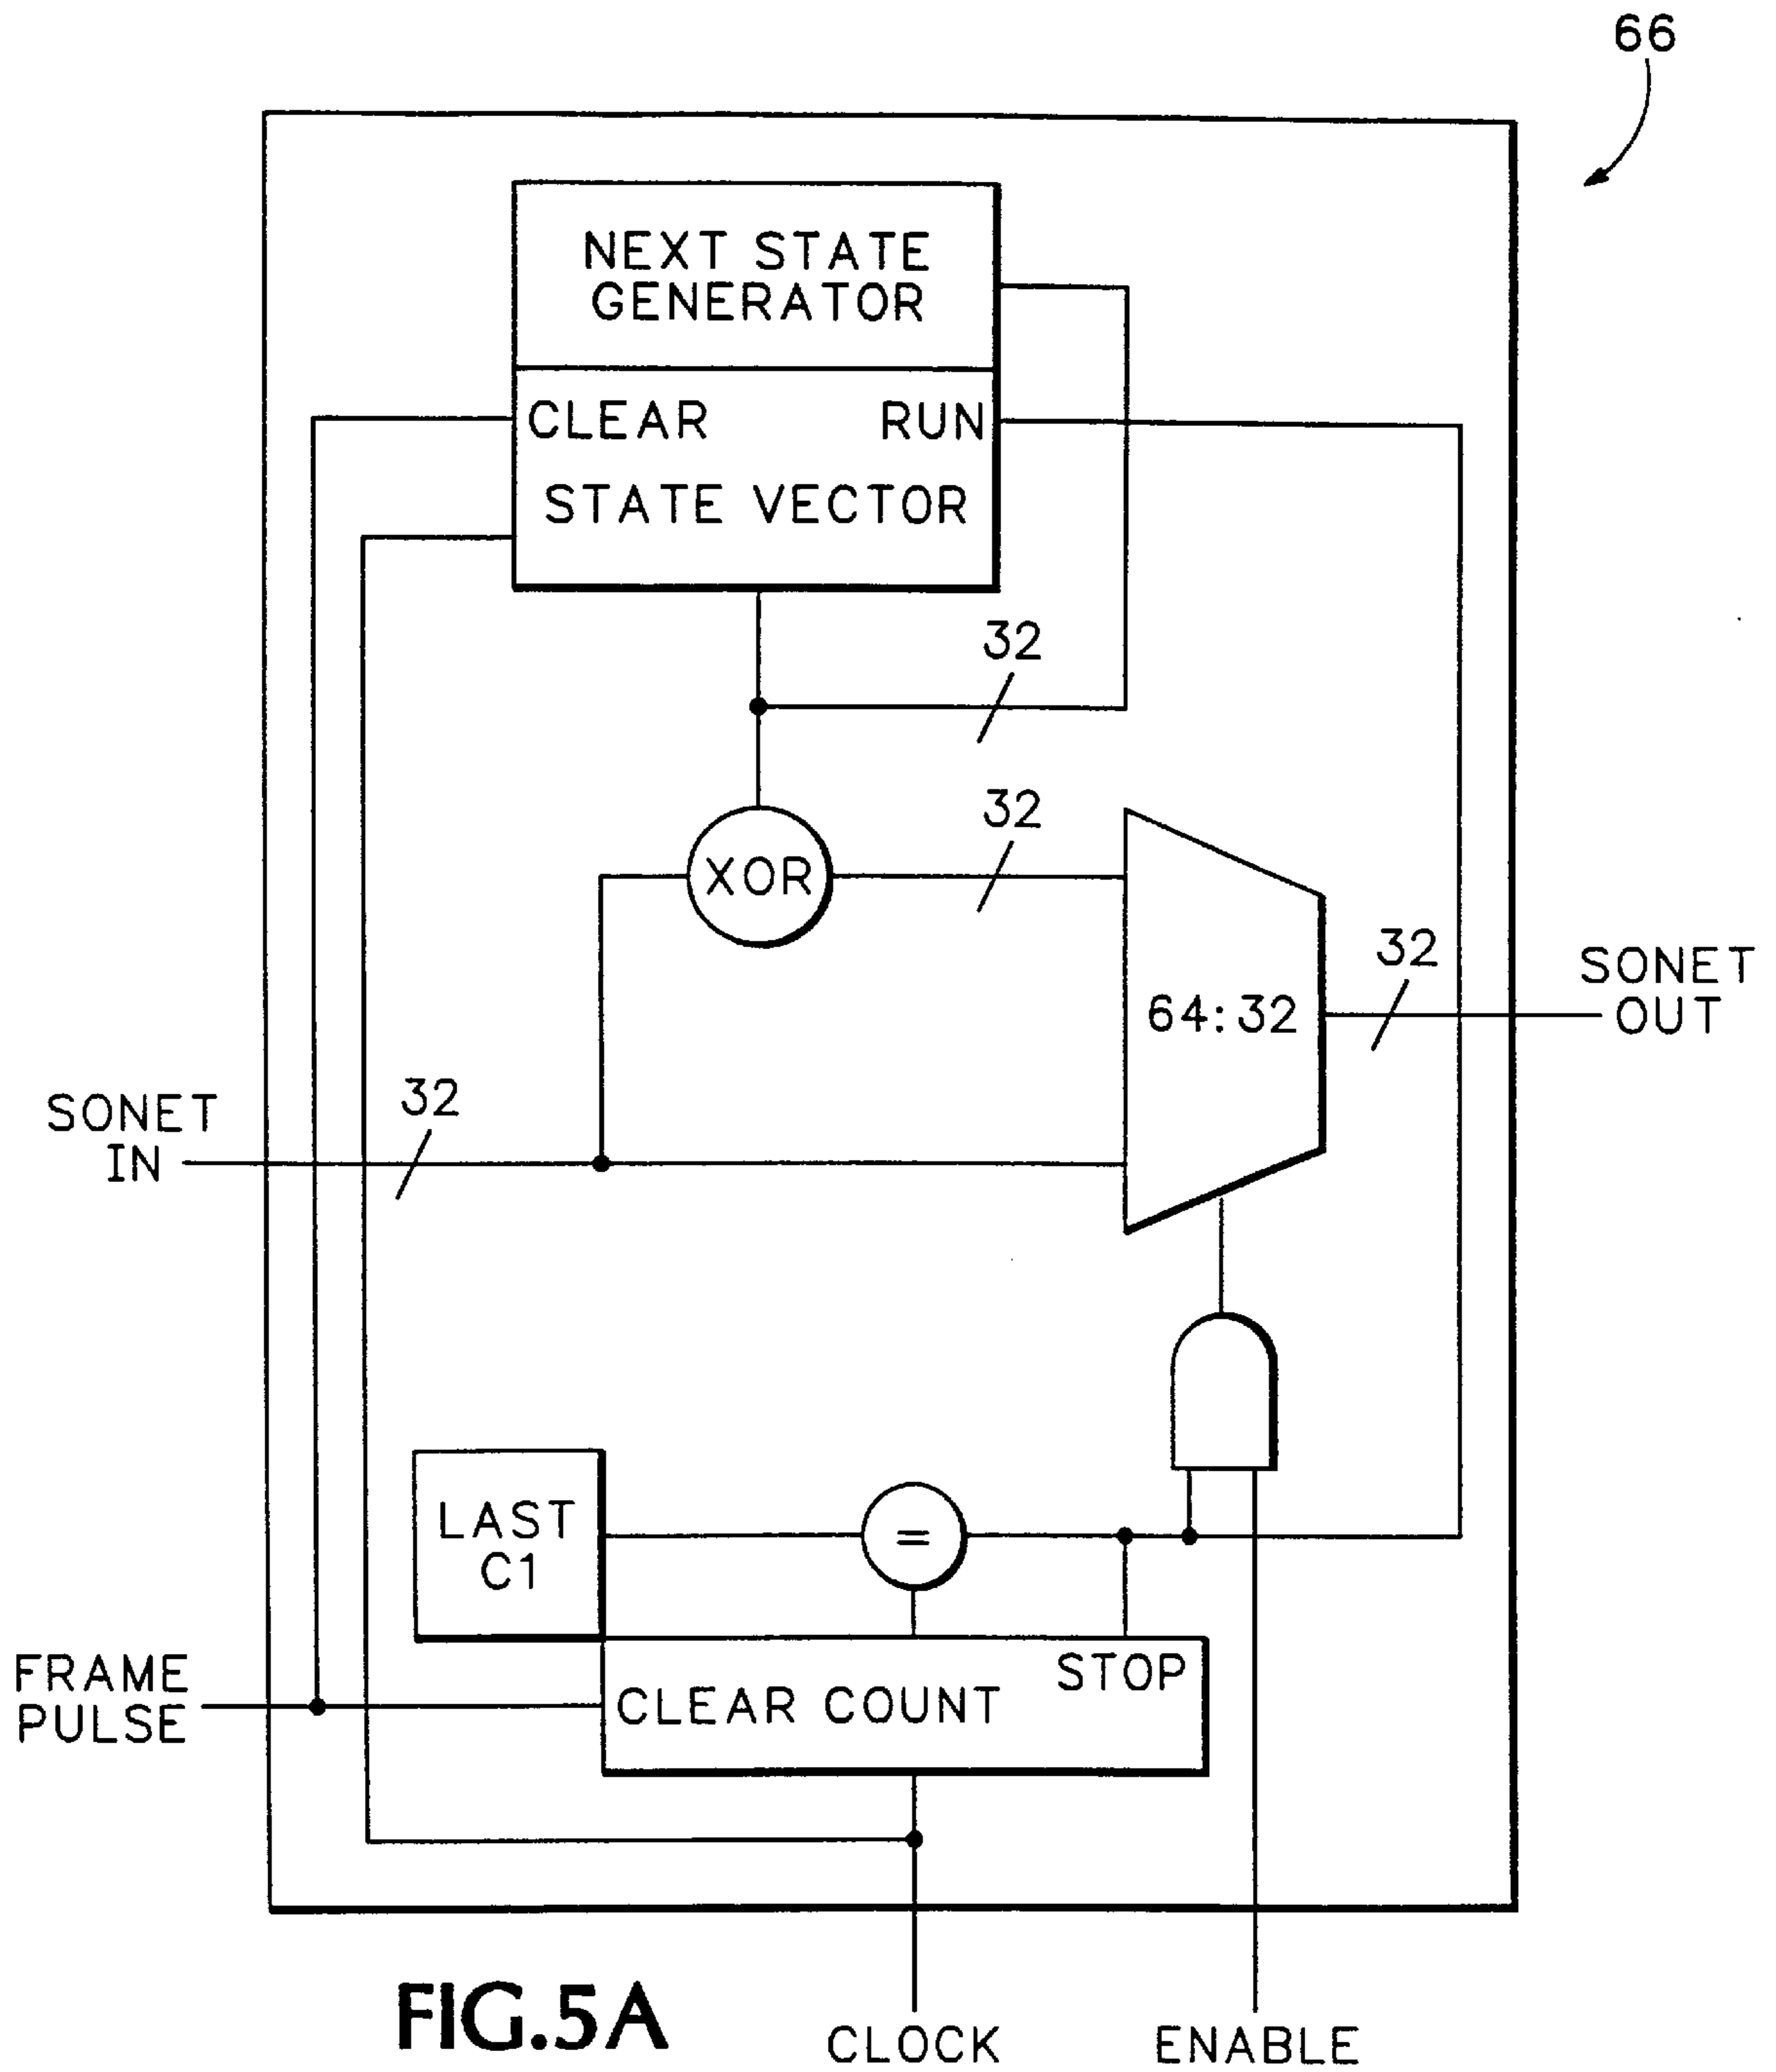 66
NEXT STATE
GENERATOR
CLEAR RUN
STATE VECTOR
32
32
XOR
32
SONET
OUT
64:32
32
SONET
IN
LAST
C1
=
STOP
FRAME
PULSE
CLEAR COUNT
FIG.5A
CLOCK
ENABLE